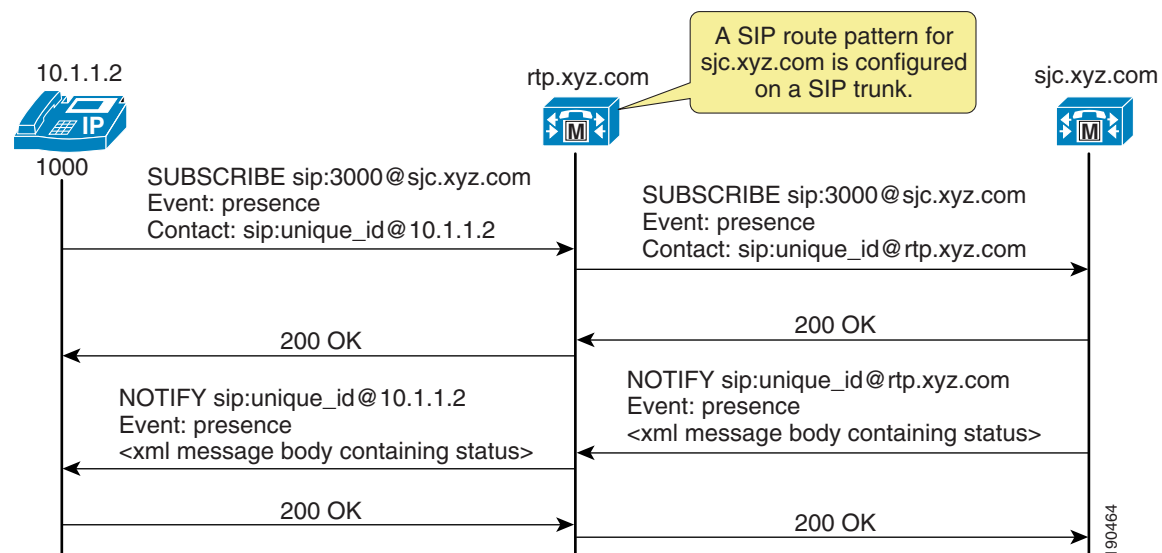 A SIP route pattern for
sjc.xyz.com is configured
on a SIP trunk.
10.1.1.2
rtp.xyz.com
sjc.xyz.com
IP
M
M
1000
SUBSCRIBE sip:3000@sjc.xyz.com
Event: presence
Contact: sip:unique_id@10.1.1.2
SUBSCRIBE sip:3000@sjc.xyz.com
Event: presence
Contact: sip:unique_id@rtp.xyz.com
200 OK
200 OK
NOTIFY sip:unique_id@10.1.1.2
Event: presence
<xml message body containing status>
NOTIFY sip:unique_id@rtp.xyz.com
Event: presence
<xml message body containing status>
200 OK
200 OK
190464